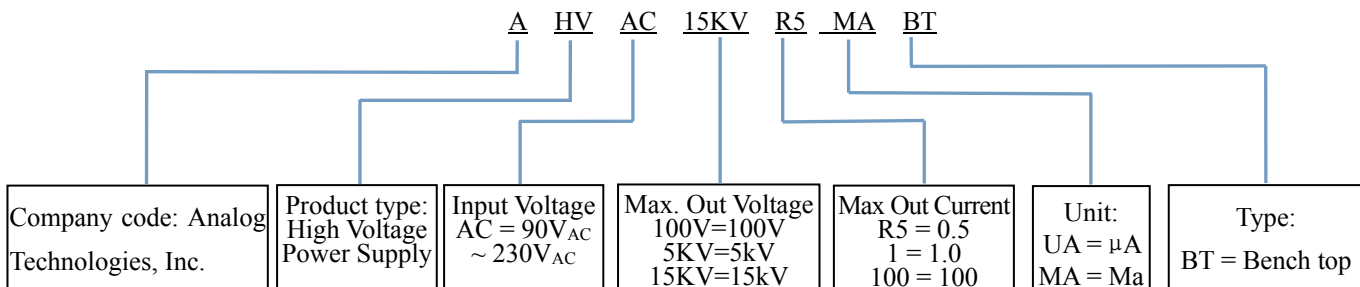 A HV AC 15KV R5 MA BT
Company code: Analog
Technologies, Inc.
Product type:
High Voltage
Power Supply
Input Voltage
AC = 90VAC
~ 230VAC
Max. Out Voltage
100V=100V
5KV=5kV
15KV=15kV
Max Out Current
R5 = 0.5
1 = 1.0
100 = 100
Unit:
UA = μA
MA = Ma
Type:
BT = Bench top